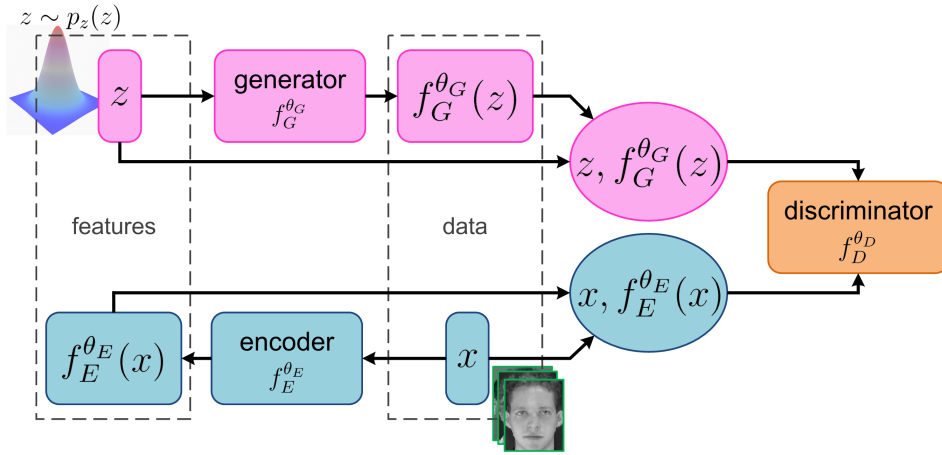 z ∼ p_z(z)
z
generator
f_G^{θ_G}
f_G^{θ_G}(z)
z, f_G^{θ_G}(z)
features
data
discriminator
f_D^{θ_D}
x, f_E^{θ_E}(x)
f_E^{θ_E}(x)
encoder
f_E^{θ_E}
x